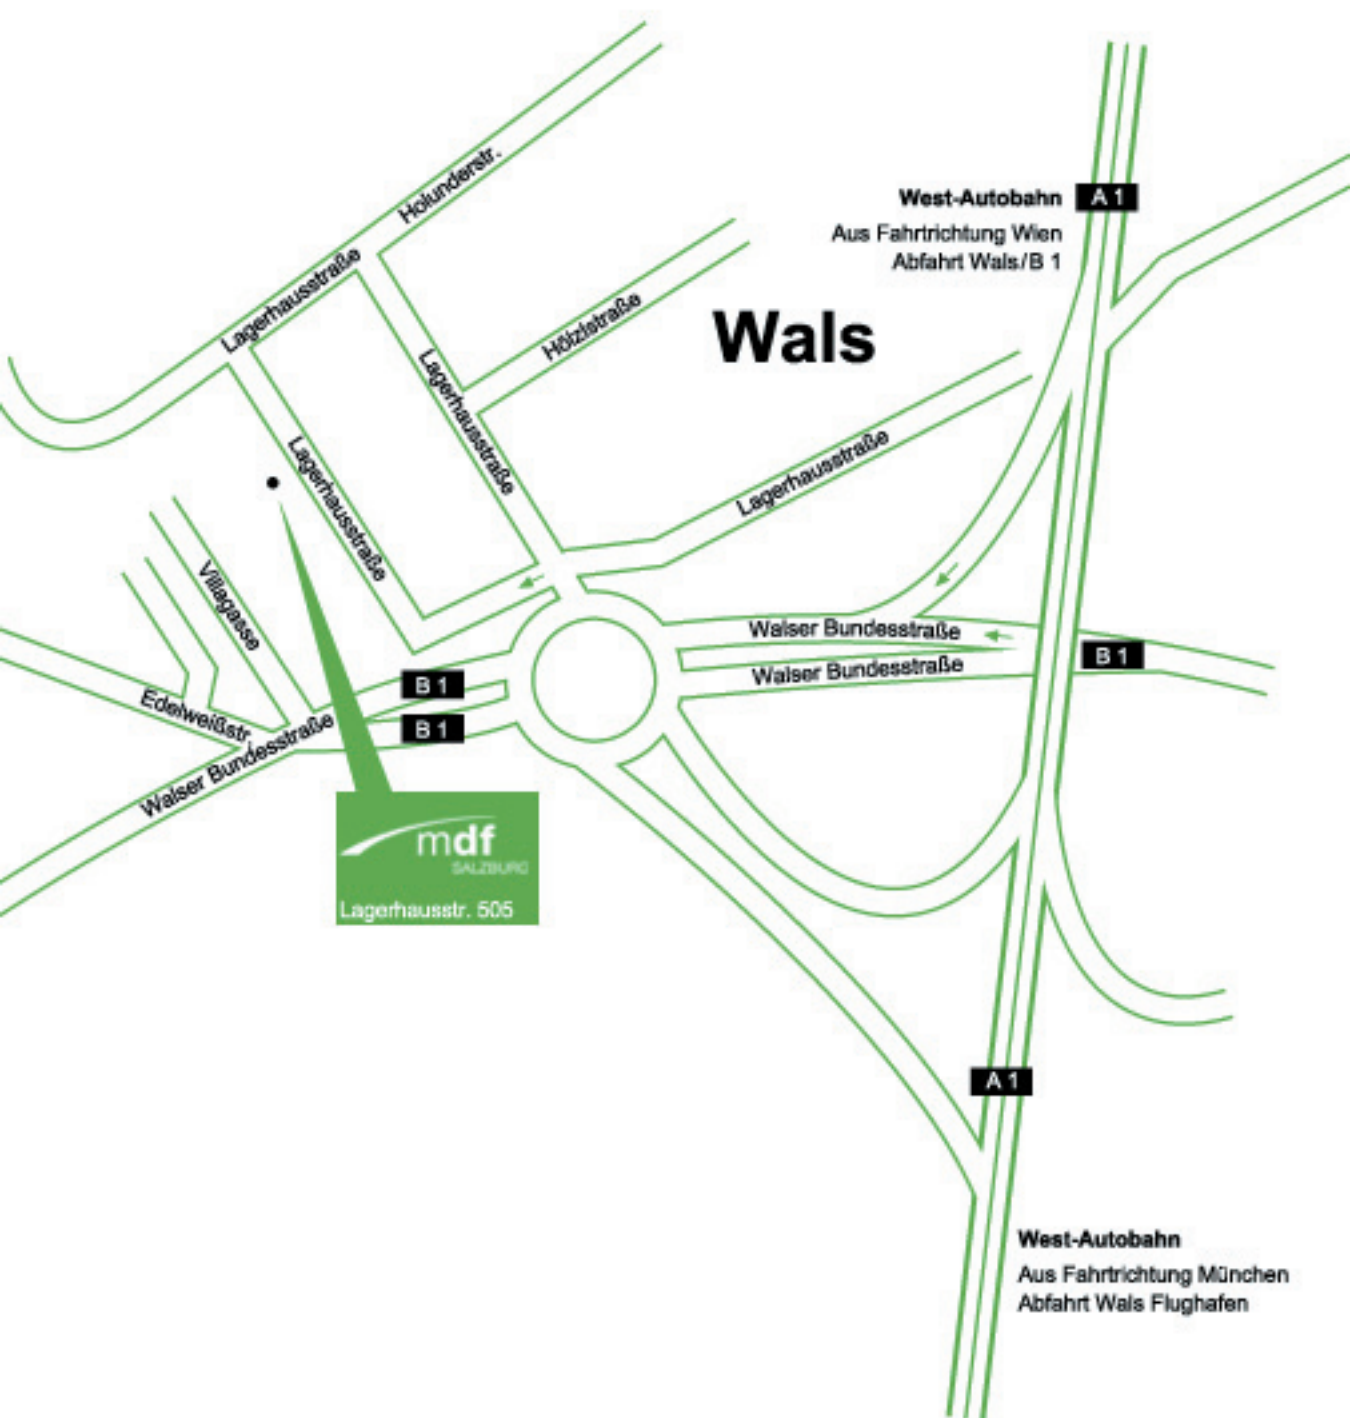 Holunderstr.
West-Autobahn
A 1
Aus Fahrtrichtung Wien
Abfahrt Wals/B 1
Lagerhausstraße
Hölzlstraße
Wals
Lagerhausstraße
Lagerhausstraße
Lagerhausstraße
Villagasse
Walser Bundesstraße
B 1
Walser Bundesstraße
B 1
B 1
Edelweißstr.
Walser Bundesstraße
mdf
SALZBURG
Lagerhausstr. 505
A 1
West-Autobahn
Aus Fahrtrichtung München
Abfahrt Wals Flughafen